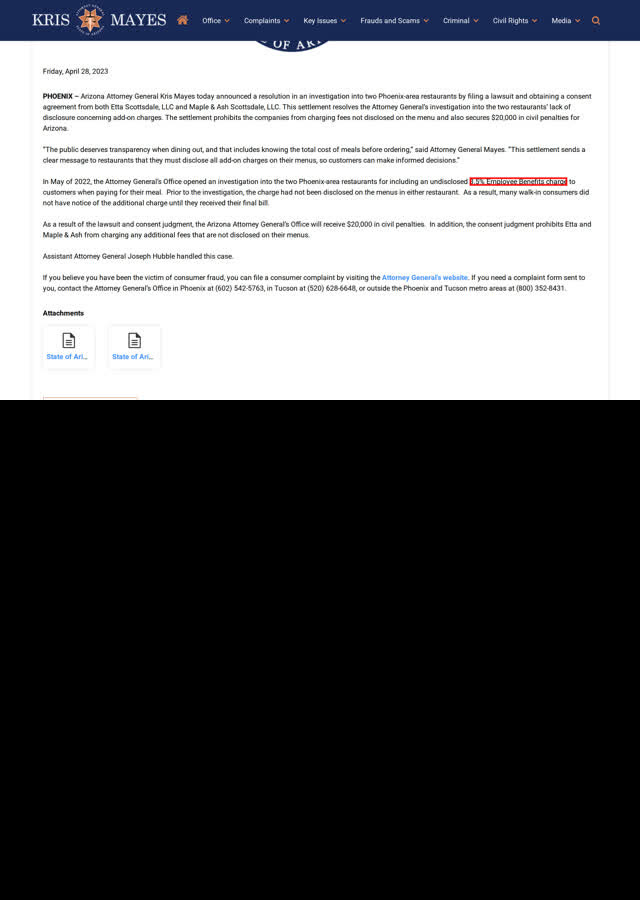 KRIS MAYES
Office Complaints Key Issues Frauds and Scams Criminal Civil Rights Media
OF ARI
Friday, April 28, 2023
PHOENIX – Arizona Attorney General Kris Mayes today announced a resolution in an investigation into two Phoenix-area restaurants by filing a lawsuit and obtaining a consent
agreement from both Etta Scottsdale, LLC and Maple & Ash Scottsdale, LLC. This settlement resolves the Attorney General's investigation into the two restaurants' lack of
disclosure concerning add-on charges. The settlement prohibits the companies from charging fees not disclosed on the menu and also secures $20,000 in civil penalties for
Arizona.
"The public deserves transparency when dining out, and that includes knowing the total cost of meals before ordering," said Attorney General Mayes. "This settlement sends a
clear message to restaurants that they must disclose all add-on charges on their menus, so customers can make informed decisions."
In May of 2022, the Attorney General's Office opened an investigation into the two Phoenix-area restaurants for including an undisclosed Employee Benefits charge to
customers when paying for their meal. Prior to the investigation, the charge had not been disclosed on the menus in either restaurant. As a result, many walk-in consumers did
not have notice of the additional charge until they received their final bill.
As a result of the lawsuit and consent judgment, the Arizona Attorney General's Office will receive $20,000 in civil penalties. In addition, the consent judgment prohibits Etta and
Maple & Ash from charging any additional fees that are not disclosed on their menus.
Assistant Attorney General Joseph Hubble handled this case.
If you believe you have been the victim of consumer fraud, you can file a consumer complaint by visiting the Attorney General's website. If you need a complaint form sent to
you, contact the Attorney General's Office in Phoenix at (602) 542-5763, in Tucson at (520) 628-6648, or outside the Phoenix and Tucson metro areas at (800) 352-8431.
Attachments
State of Ari... State of Ari...